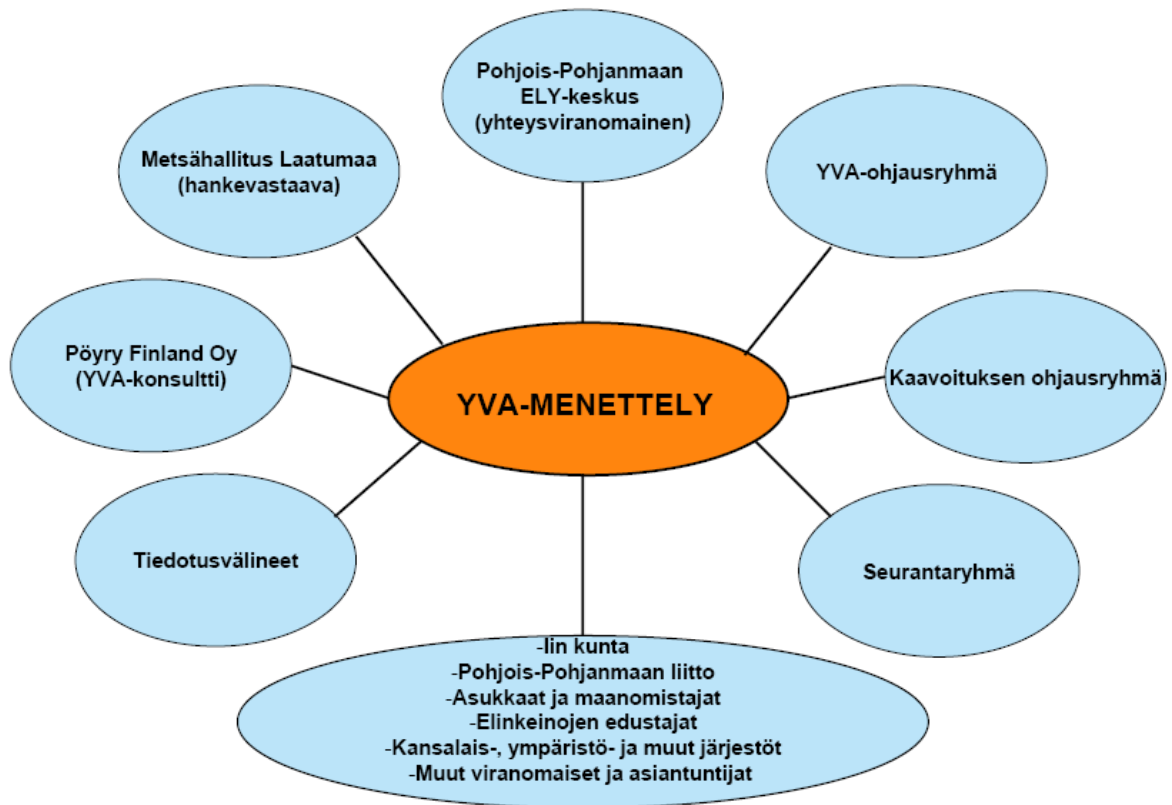 Pohjois-Pohjanmaan
ELY-keskus
(yhteysviranomainen)
Metsähallitus Laatumaa
(hankevastaava)
YVA-ohjausryhmä
Pöyry Finland Oy
(YVA-konsultti)
Kaavoituksen ohjausryhmä
YVA-MENETTELY
Tiedotusvälineet
Seurantaryhmä
-Iin kunta
-Pohjois-Pohjanmaan liitto
-Asukkaat ja maanomistajat
-Elinkeinojen edustajat
-Kansalais-, ympäristö- ja muut järjestöt
-Muut viranomaiset ja asiantuntijat